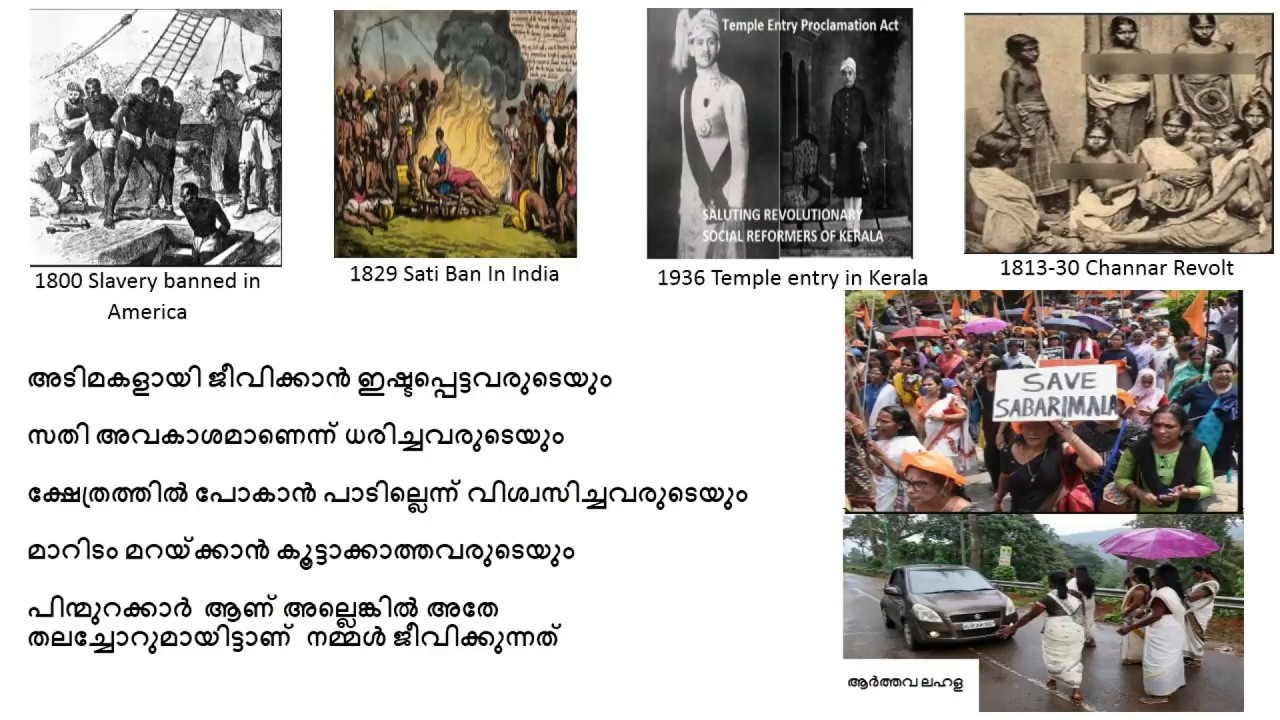 Temple Entry Proclamation Act
SALUTING REVOLUTIONARY
SOCIAL REFORMERS OF KERALA
1800 Slavery banned in
America
1829 Sati Ban In India
1936 Temple entry in Kerala
1813-30 Channar Revolt
SAVE
SABARIMALA
അടിമകളായി ജീവിക്കാൻ ഇഷ്ടപ്പെട്ടവരുടെയും
സതി അവകാശമാണെന്ന് ധരിച്ചവരുടെയും
ക്ഷേത്രത്തിൽ പോകാൻ പാടില്ലെന്ന് വിശ്വസിച്ചവരുടെയും
മാറിടം മറയ്ക്കാൻ കൂട്ടാക്കാത്തവരുടെയും
പിന്മുറക്കാർ ആണ് അല്ലെങ്കിൽ അതേ
തലച്ചോറുമായിട്ടാണ് നമ്മൾ ജീവിക്കുന്നത്
ആർത്തവ ലഹള